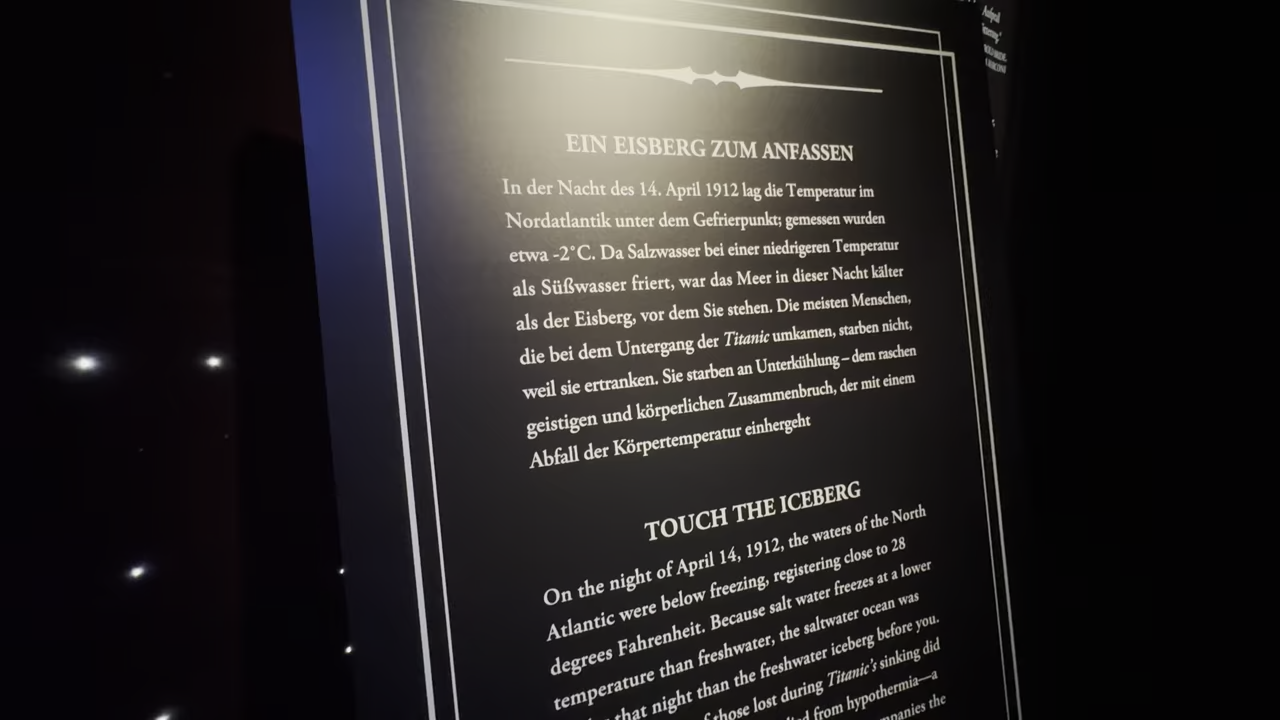 EIN EISBERG ZUM ANFASSEN
In der Nacht des 14. April 1912 lag die Temperatur im
Nordatlantik unter dem Gefrierpunkt; gemessen wurden
etwa -2°C. Da Salzwasser bei einer niedrigeren Temperatur
als Süßwasser friert, war das Meer in dieser Nacht kälter
als der Eisberg, vor dem Sie stehen. Die meisten Menschen,
die bei dem Untergang der Titanic umkamen, starben nicht,
weil sie ertranken. Sie starben an Unterkühlung – dem raschen
geistigen und körperlichen Zusammenbruch, der mit einem
Abfall der Körpertemperatur einhergeht
TOUCH THE ICEBERG
On the night of April 14, 1912, the waters of the North
Atlantic were below freezing, registering close to 28
degrees Fahrenheit. Because salt water freezes at a lower
temperature than freshwater, the saltwater ocean was
that night than the freshwater iceberg before you.
those lost during Titanic's sinking did
from hypothermia—a
the